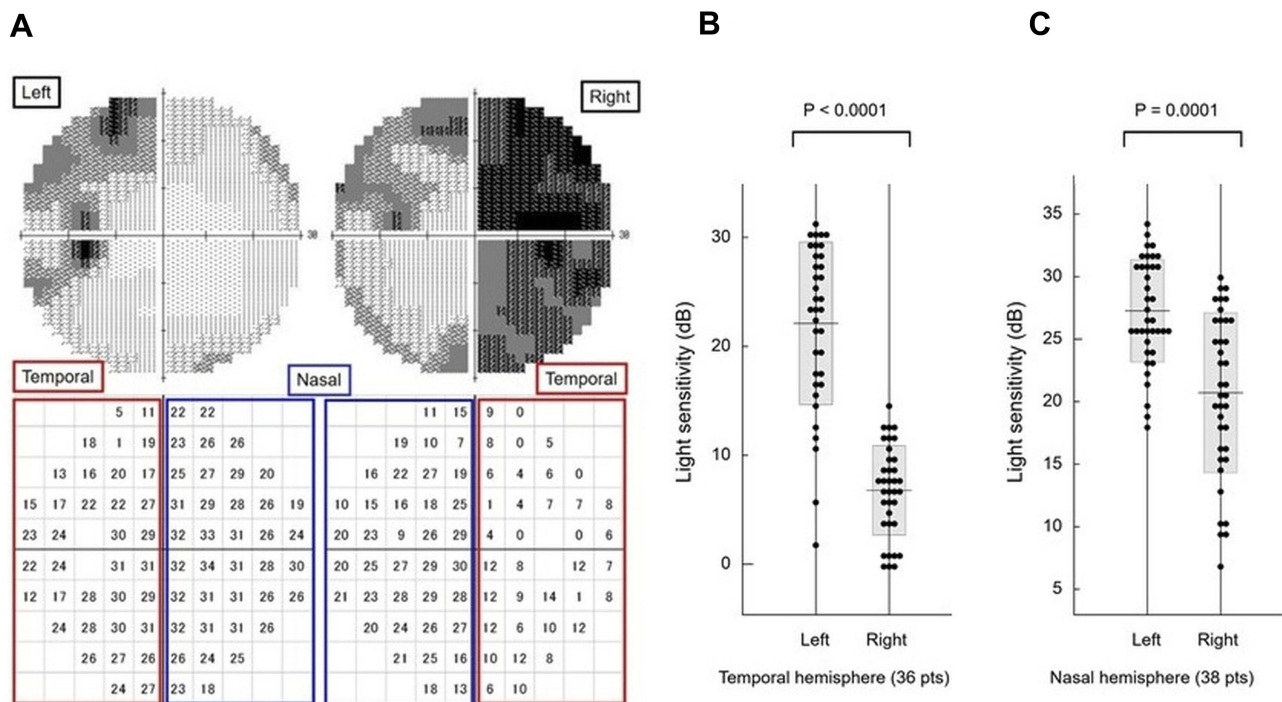 A
B
C
Left
Right
30
30
Temporal
Nasal
Temporal
5 11 22 22 11 15 9 0
18 1 19 23 26 26 19 10 7 8 0 5
13 16 20 17 25 27 29 20 16 22 27 19 6 4 6 0
15 17 22 22 27 31 29 28 26 19 10 15 16 18 25 1 4 7 7 8
23 24 30 29 32 33 31 26 24 20 23 9 26 29 4 0 0 6
22 24 31 31 32 34 31 28 30 20 25 27 29 30 12 8 12 7
12 17 28 30 29 32 31 31 26 26 21 23 28 29 28 12 9 14 1 8
24 28 30 31 32 31 31 26 20 24 26 27 12 6 10 12
26 27 26 26 24 25 21 25 16 10 12 8
24 27 23 18 18 13 6 10
P < 0.0001
Light sensitivity (dB)
30
20
10
0
Left Right
Temporal hemisphere (36 pts)
P = 0.0001
Light sensitivity (dB)
35
30
25
20
15
10
5
Left Right
Nasal hemisphere (38 pts)